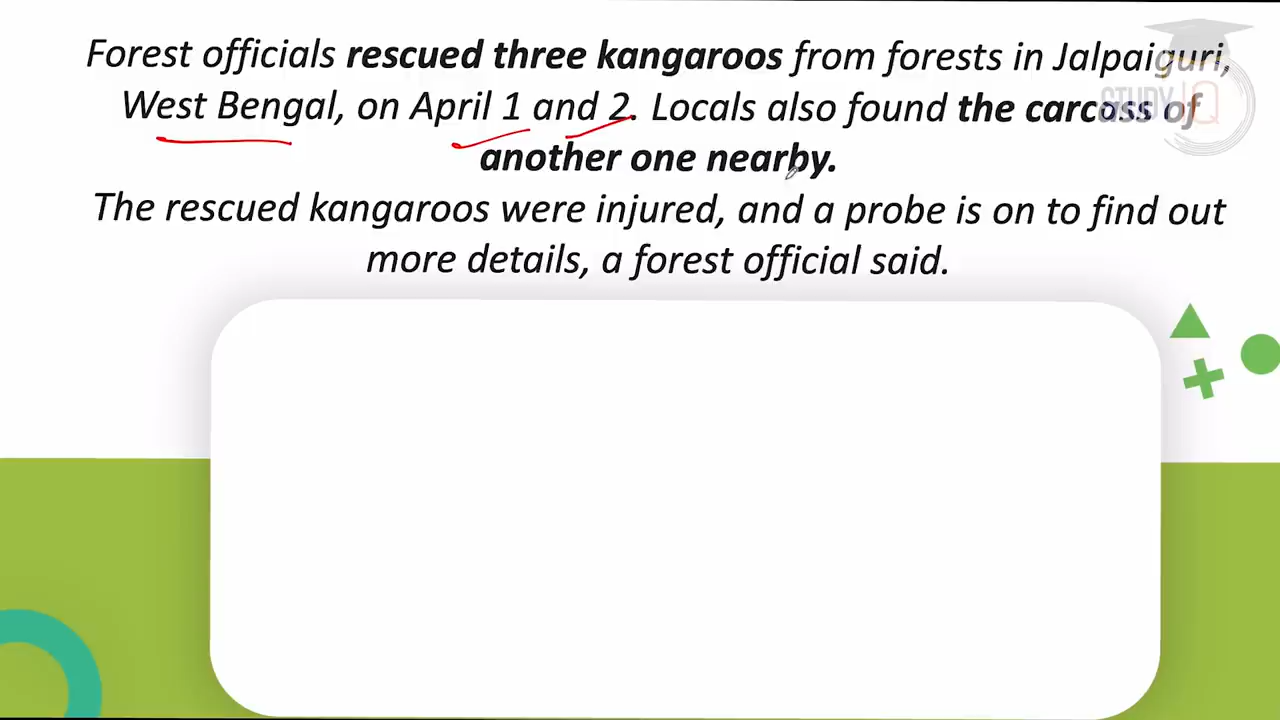 Forest officials rescued three kangaroos from forests in Jalpaiguri,
West Bengal, on April 1 and 2. Locals also found the carcass of
another one nearby.
The rescued kangaroos were injured, and a probe is on to find out
more details, a forest official said.
STUDY IQ